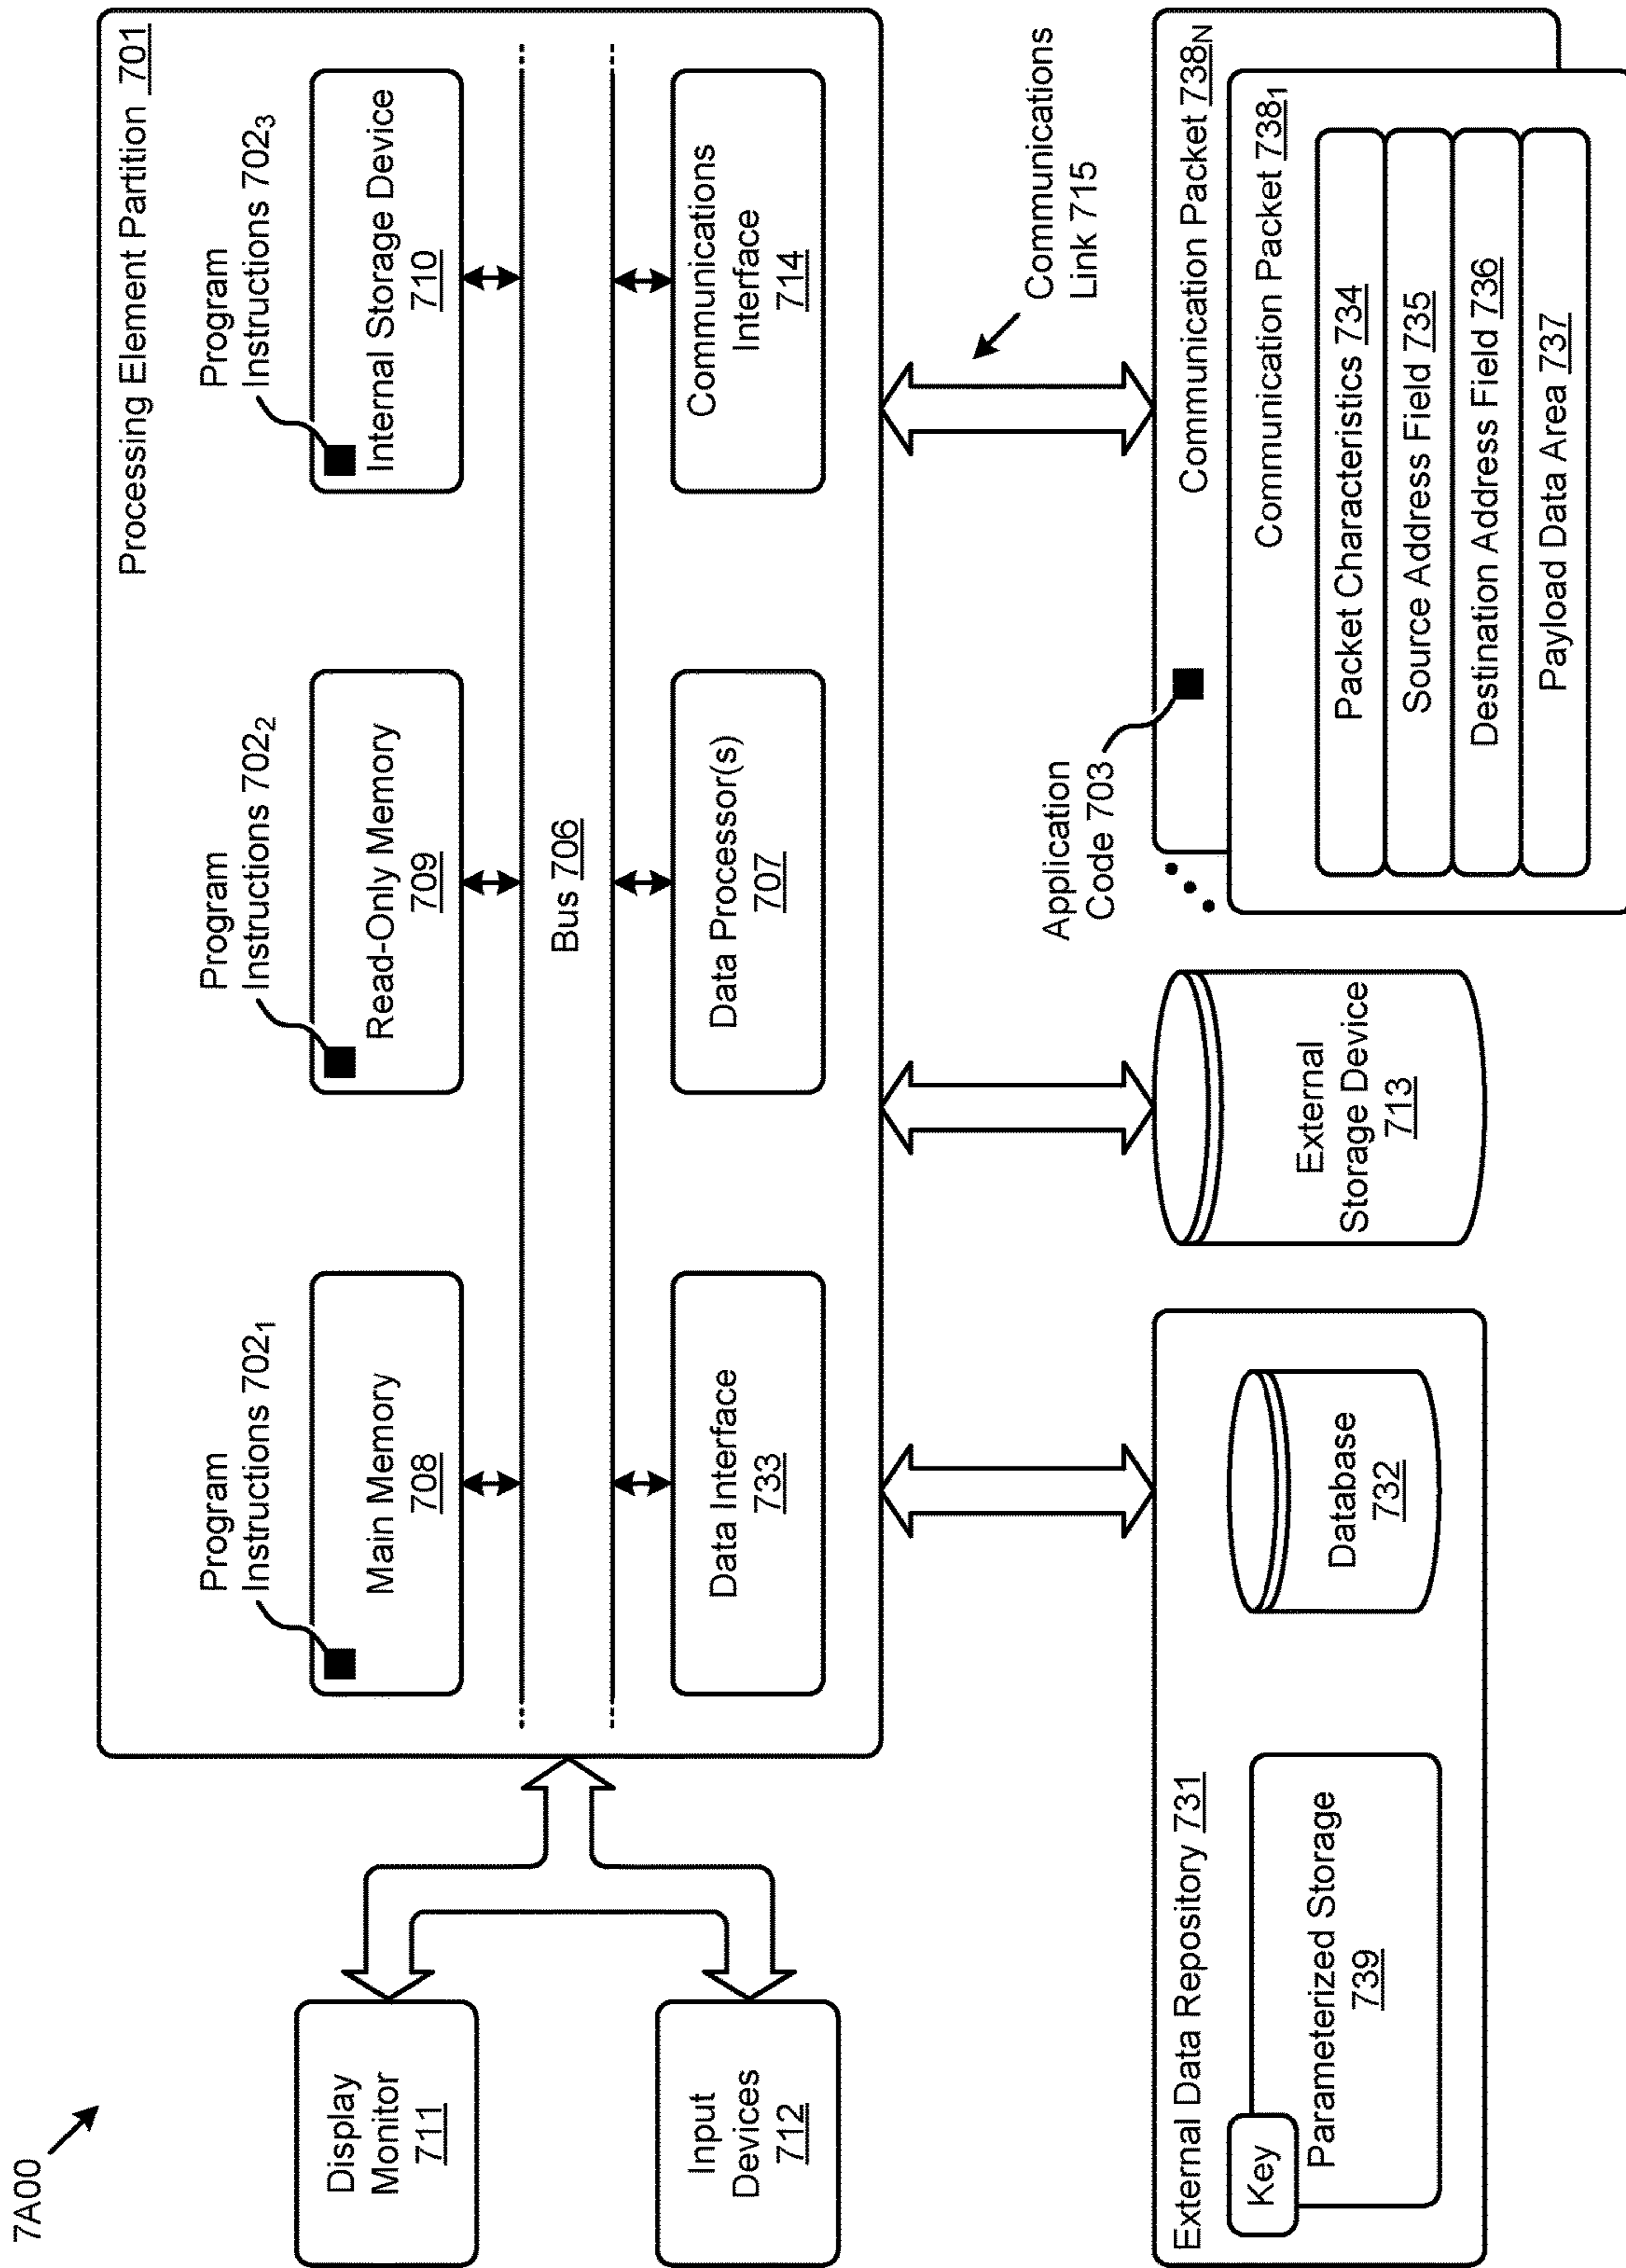 7A00
Processing Element Partition 701
Program
Instructions 702₁
Program
Instructions 702₂
Program
Instructions 702₃
Main Memory
708
Read-Only Memory
709
Internal Storage Device
710
Bus 706
Data Interface
733
Data Processor(s)
707
Communications
Interface
714
Display
Monitor
711
Input
Devices
712
Communications
Link 715
External Data Repository 731
Key
Parameterized Storage
739
Database
732
External
Storage Device
713
Application
Code 703
Communication Packet 738N
Communication Packet 738₁
Packet Characteristics 734
Source Address Field 735
Destination Address Field 736
Payload Data Area 737